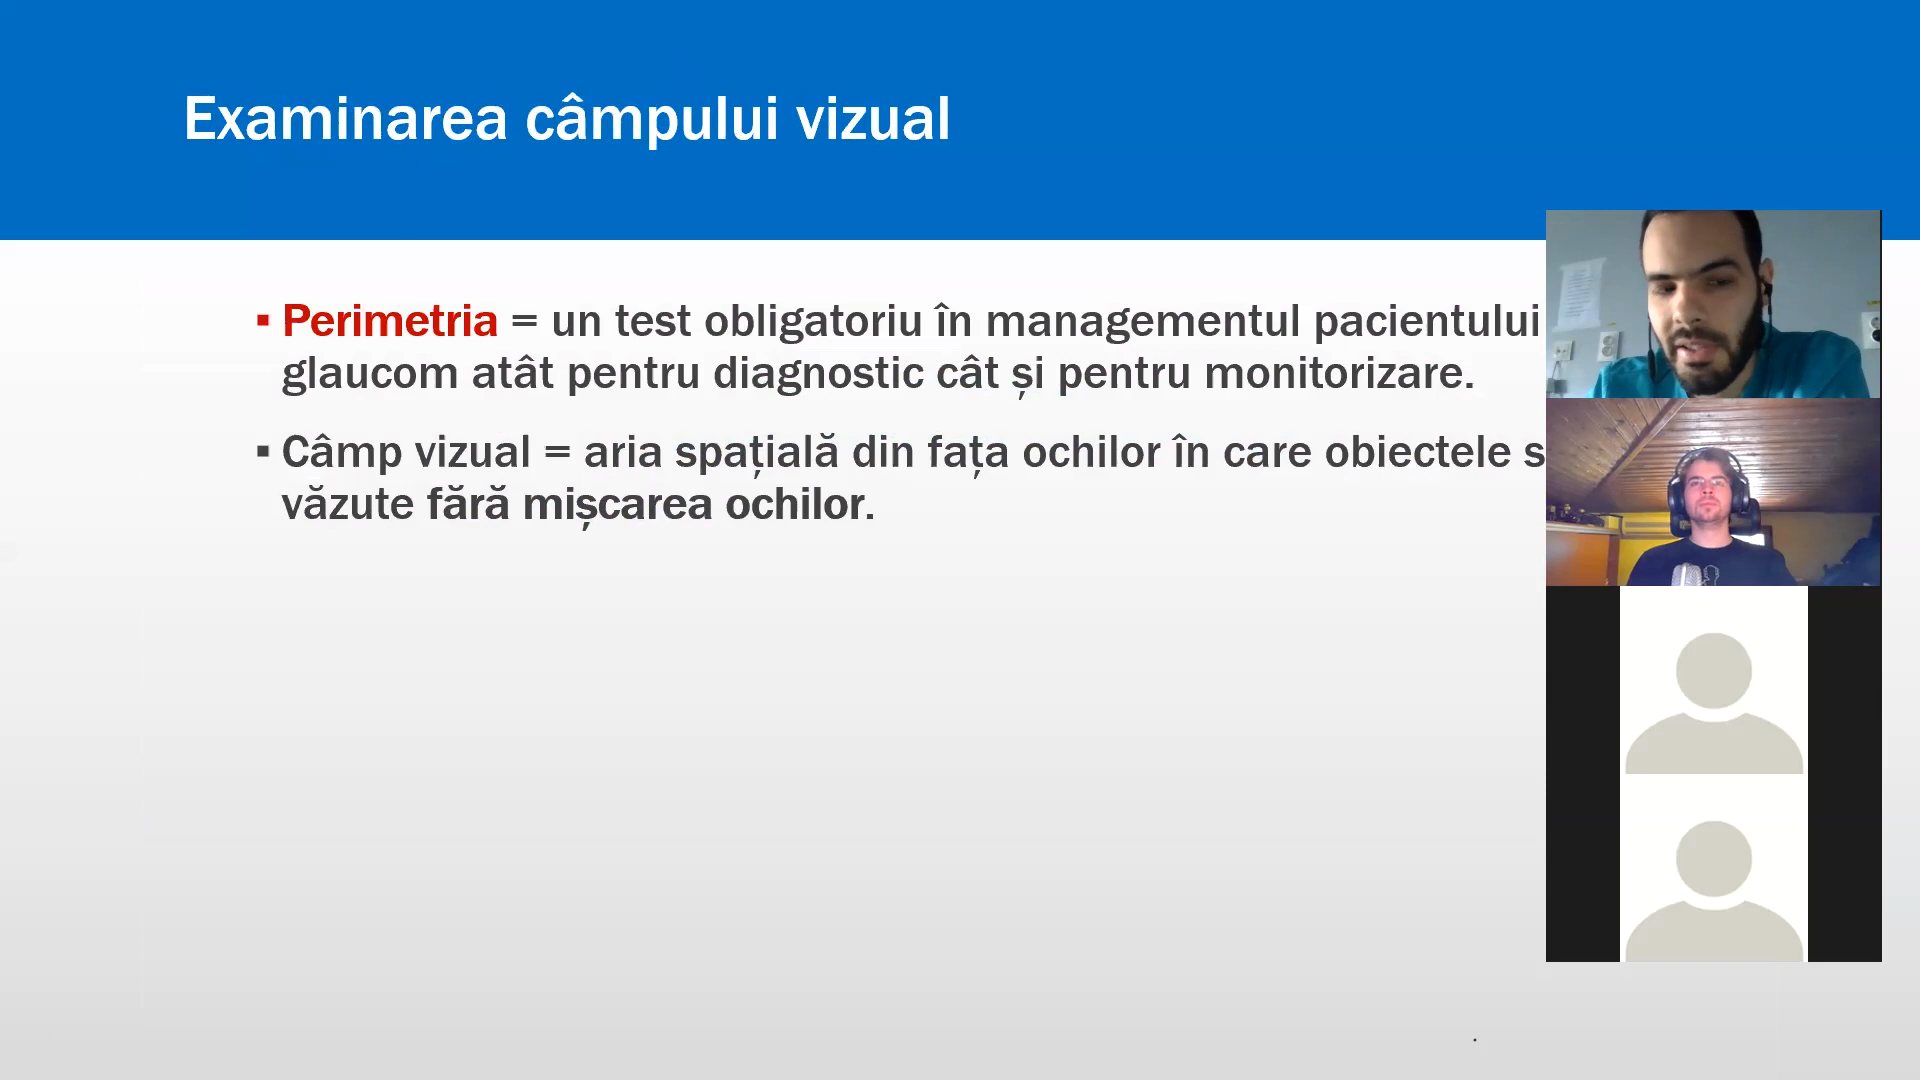 Examinarea câmpului vizual
▪ Perimetria = un test obligatoriu în managementul pacientului
glaucom atât pentru diagnostic cât și pentru monitorizare.
▪ Câmp vizual = aria spațială din fața ochilor în care obiectele s
văzute fără mișcarea ochilor.